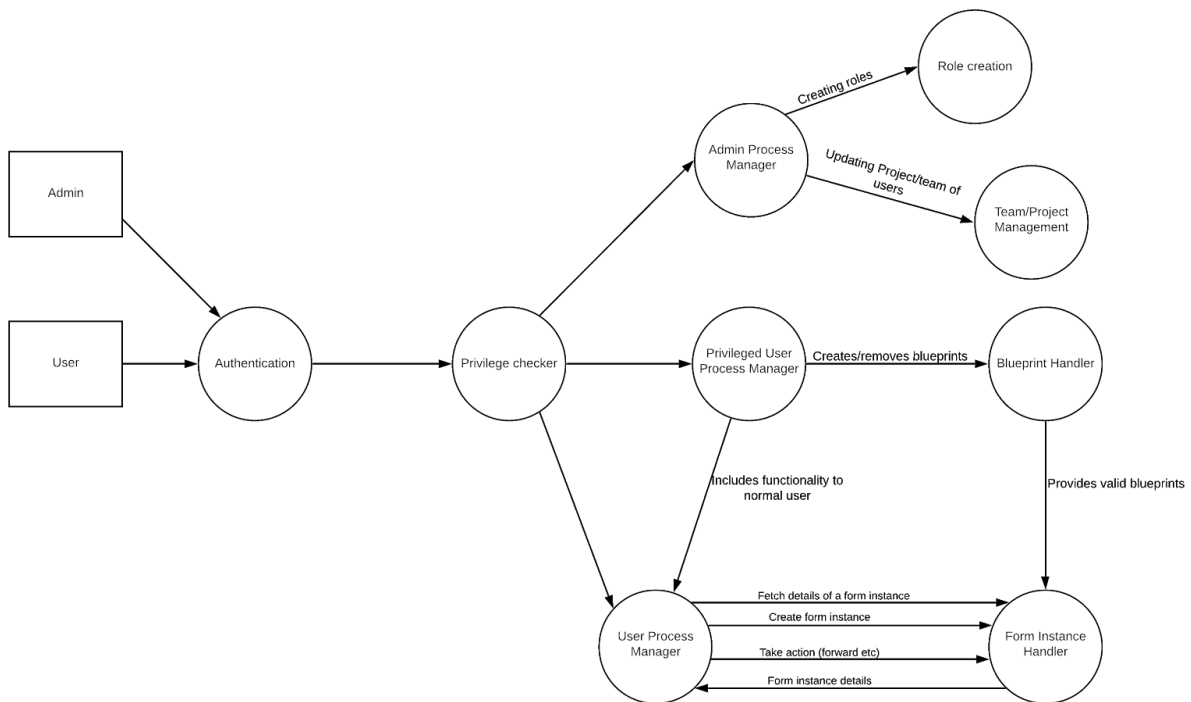 Role creation
Creating roles
Admin Process
Manager
Updating Project/team of
users
Admin
Team/Project
Management
User
Authentication
Privilege checker
Privileged User
Process Manager
Creates/removes blueprints
Blueprint Handler
Includes functionality to
normal user
Provides valid blueprints
Fetch details of a form instance
Create form instance
User Process
Manager
Form Instance
Handler
Take action (forward etc)
Form instance details